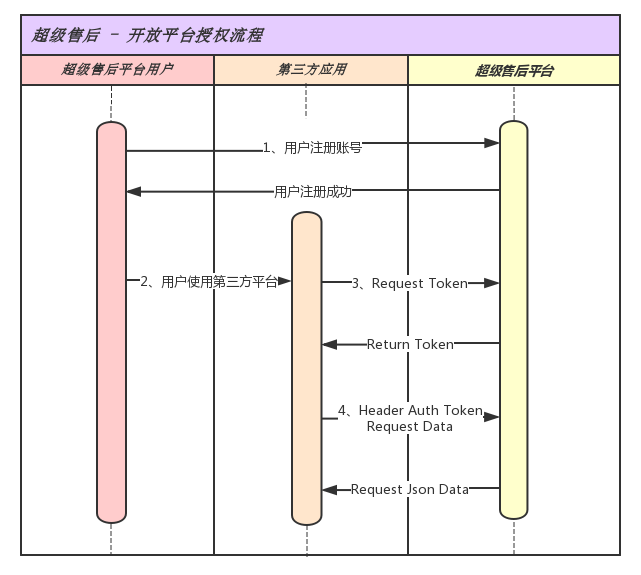 超级售后 - 开放平台授权流程
超级售后平台用户
第三方应用
超级售后平台
1、用户注册账号
用户注册成功
2、用户使用第三方平台
3、Request Token
Return Token
4、Header Auth Token
Request Data
Request Json Data